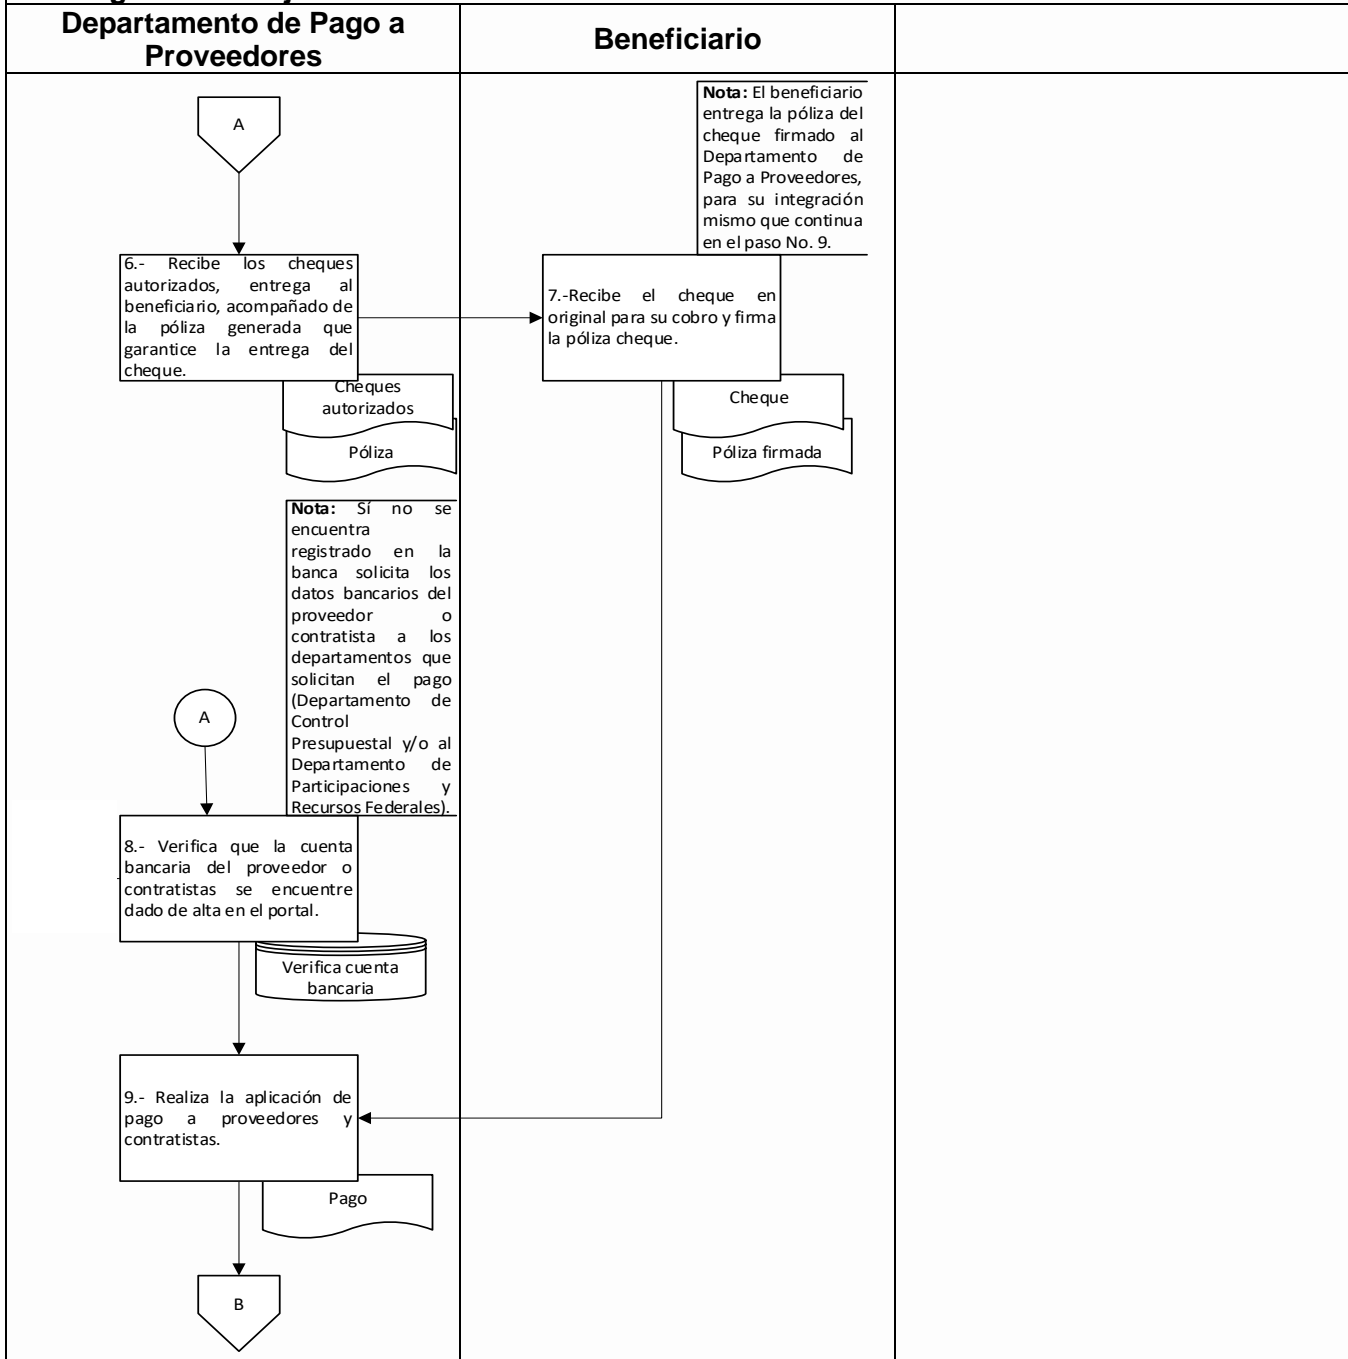 Departamento de Pago a
Proveedores
Beneficiario
A
Nota: El beneficiario
entrega la póliza del
cheque firmado al
Departamento de
Pago a Proveedores,
para su integración
mismo que continua
en el paso No. 9.
6.- Recibe los cheques
autorizados, entrega al
beneficiario, acompañado de
la póliza generada que
garantice la entrega del
cheque.
7.-Recibe el cheque en
original para su cobro y firma
la póliza cheque.
Cheques
autorizados
Póliza
Cheque
Póliza firmada
Nota: Sí no se
encuentra
registrado en la
banca solicita los
datos bancarios del
proveedor o
contratista a los
departamentos que
solicitan el pago
(Departamento de
Control
Presupuestal y/o al
Departamento de
Participaciones y
Recursos Federales).
A
8.- Verifica que la cuenta
bancaria del proveedor o
contratistas se encuentre
dado de alta en el portal.
Verifica cuenta
bancaria
9.- Realiza la aplicación de
pago a proveedores y
contratistas.
Pago
B